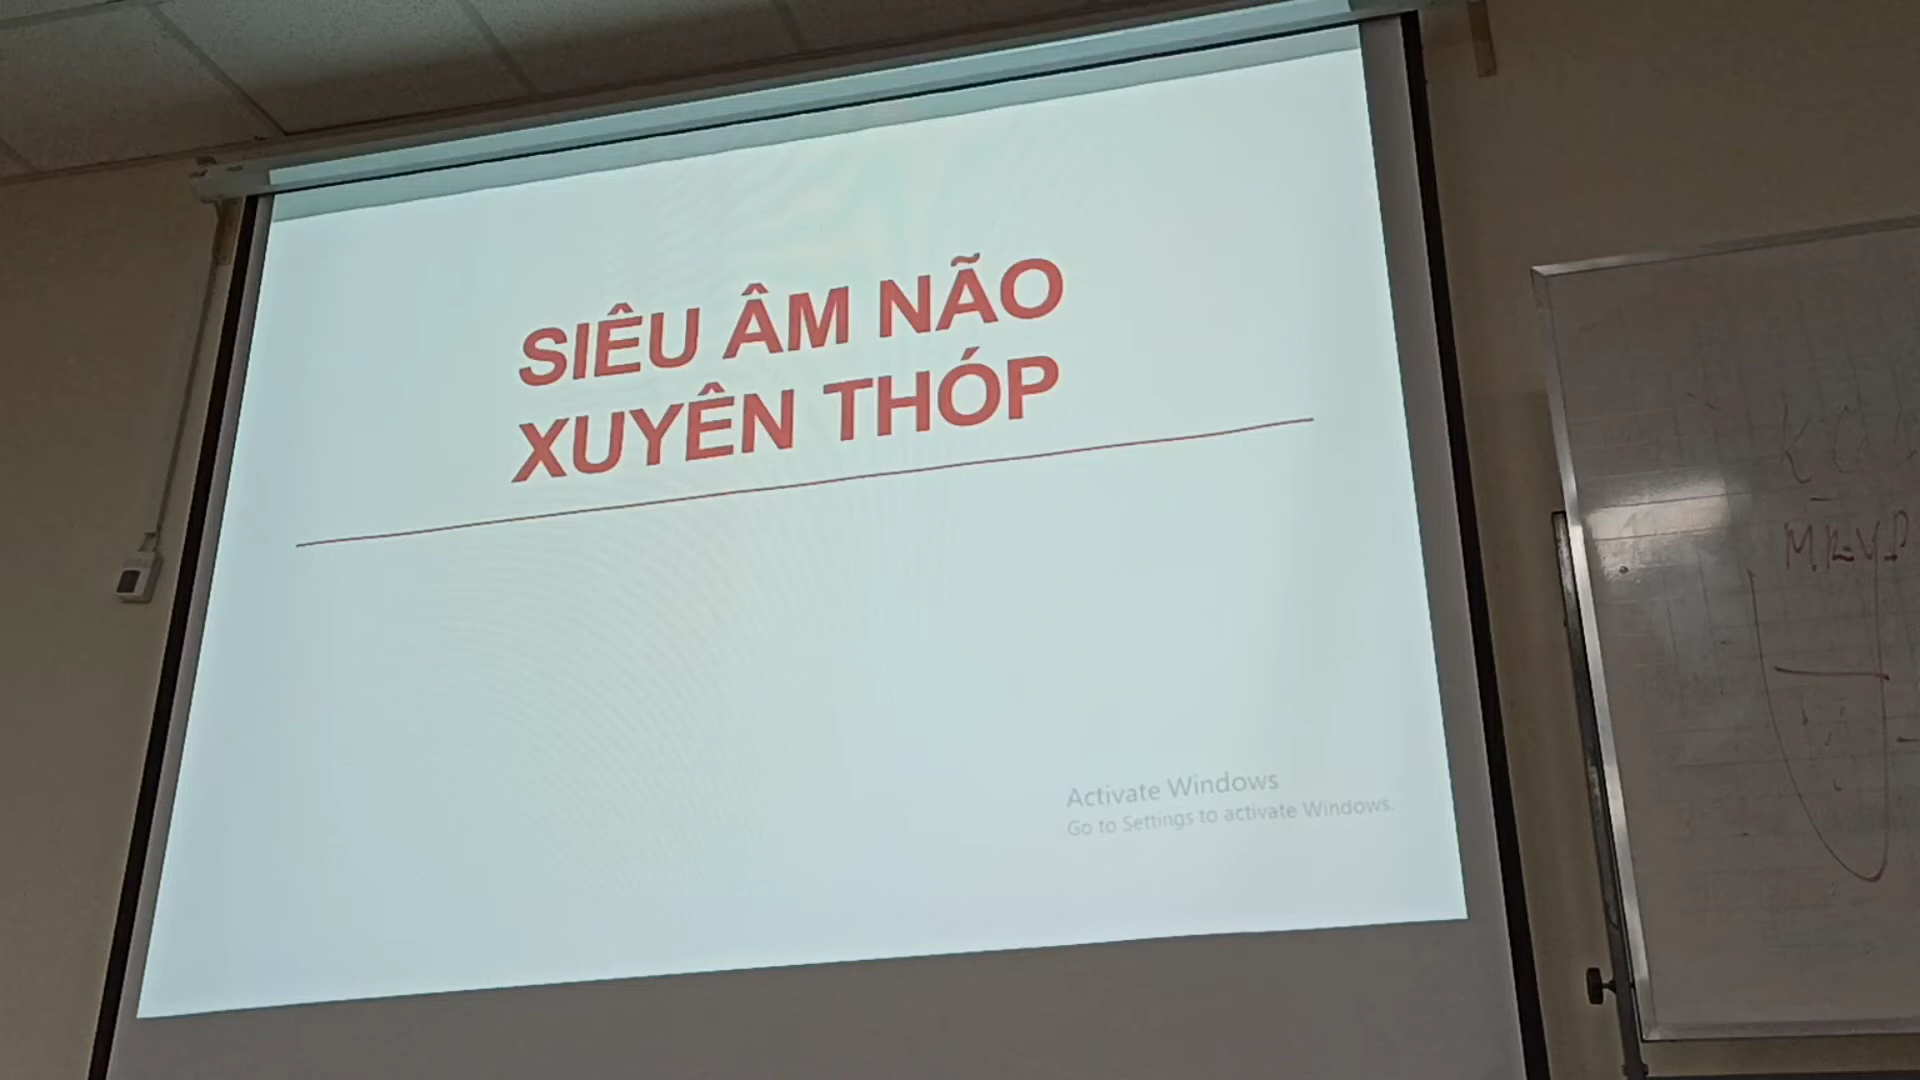 SIÊU ÂM NÃO
XUYÊN THÓP
Activate Windows
Go to Settings to activate Windows.